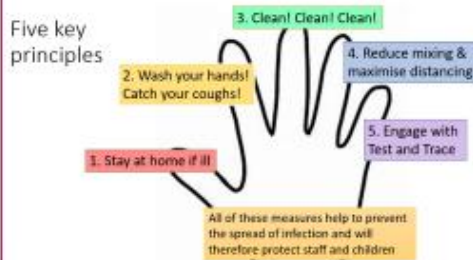 Five key
principles
1. Stay at home if ill
2. Wash your hands!
Catch your coughs!
3. Clean! Clean! Clean!
4. Reduce mixing &
maximise distancing
5. Engage with
Test and Trace
All of these measures help to prevent
the spread of infection and will
therefore protect staff and children